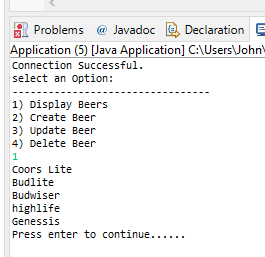 Problems @ Javadoc Declaration
Application (5) [Java Application] C:\Users\John\
Connection Successful.
select an Option:
--------------------------------
1) Display Beers
2) Create Beer
3) Update Beer
4) Delete Beer
1
Coors Lite
Budlite
Budwiser
highlife
Genessis
Press enter to continue......